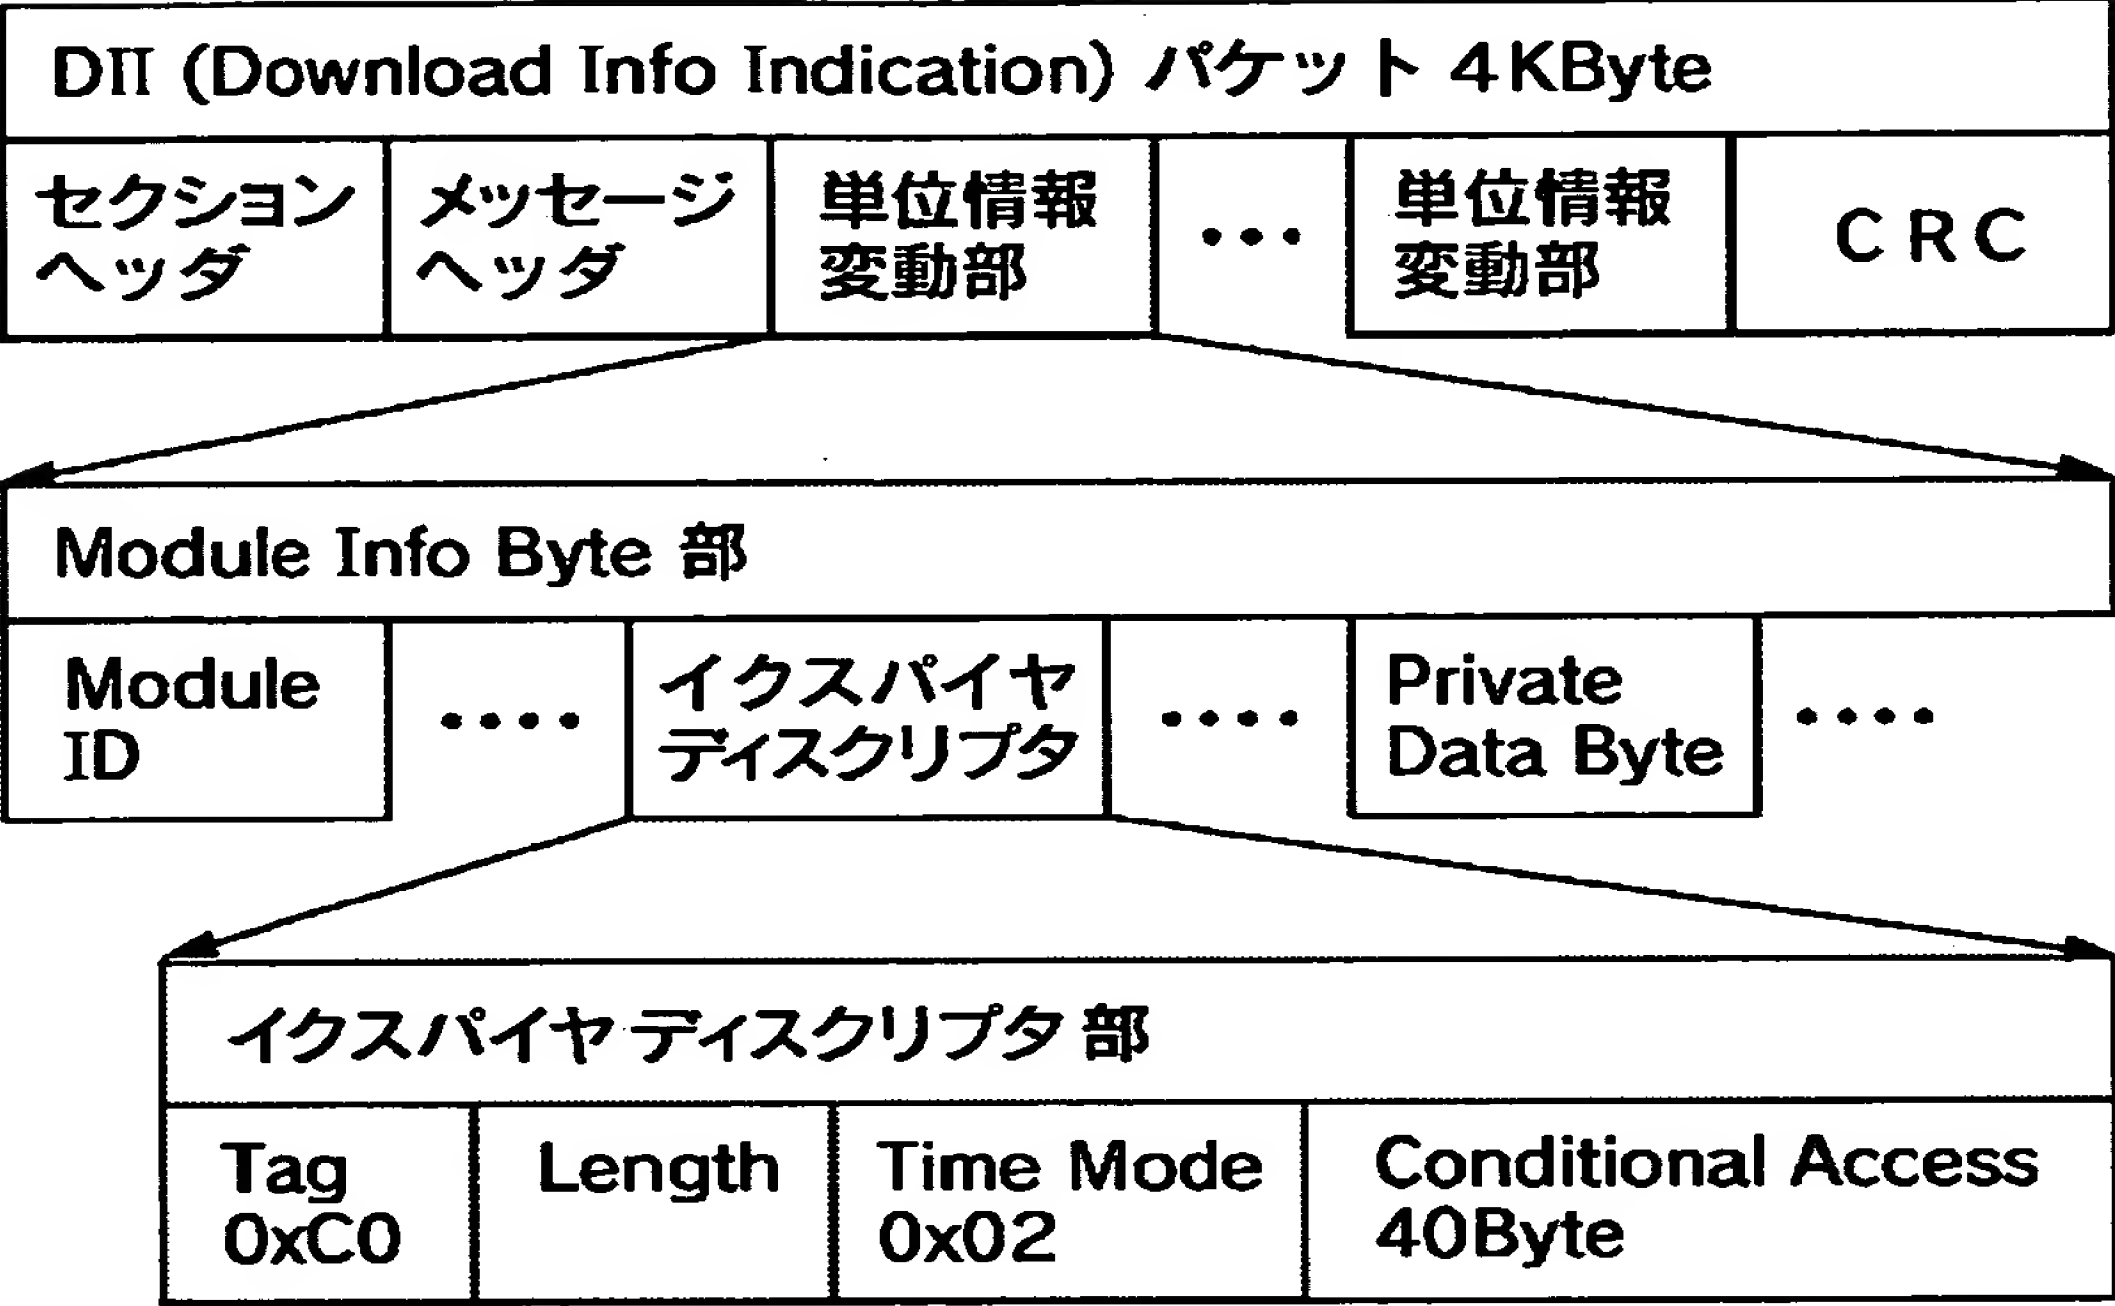 DII (Download Info Indication) パケット 4KByte
セクション
ヘッダ
メッセージ
ヘッダ
単位情報
変動部
・・・
単位情報
変動部
CRC
Module Info Byte 部
Module
ID
・・・・
イクスパイヤ
ディスクリプタ
・・・・
Private
Data Byte
・・・・
イクスパイヤ ディスクリプタ 部
Tag
0xC0
Length
Time Mode
0x02
Conditional Access
40Byte